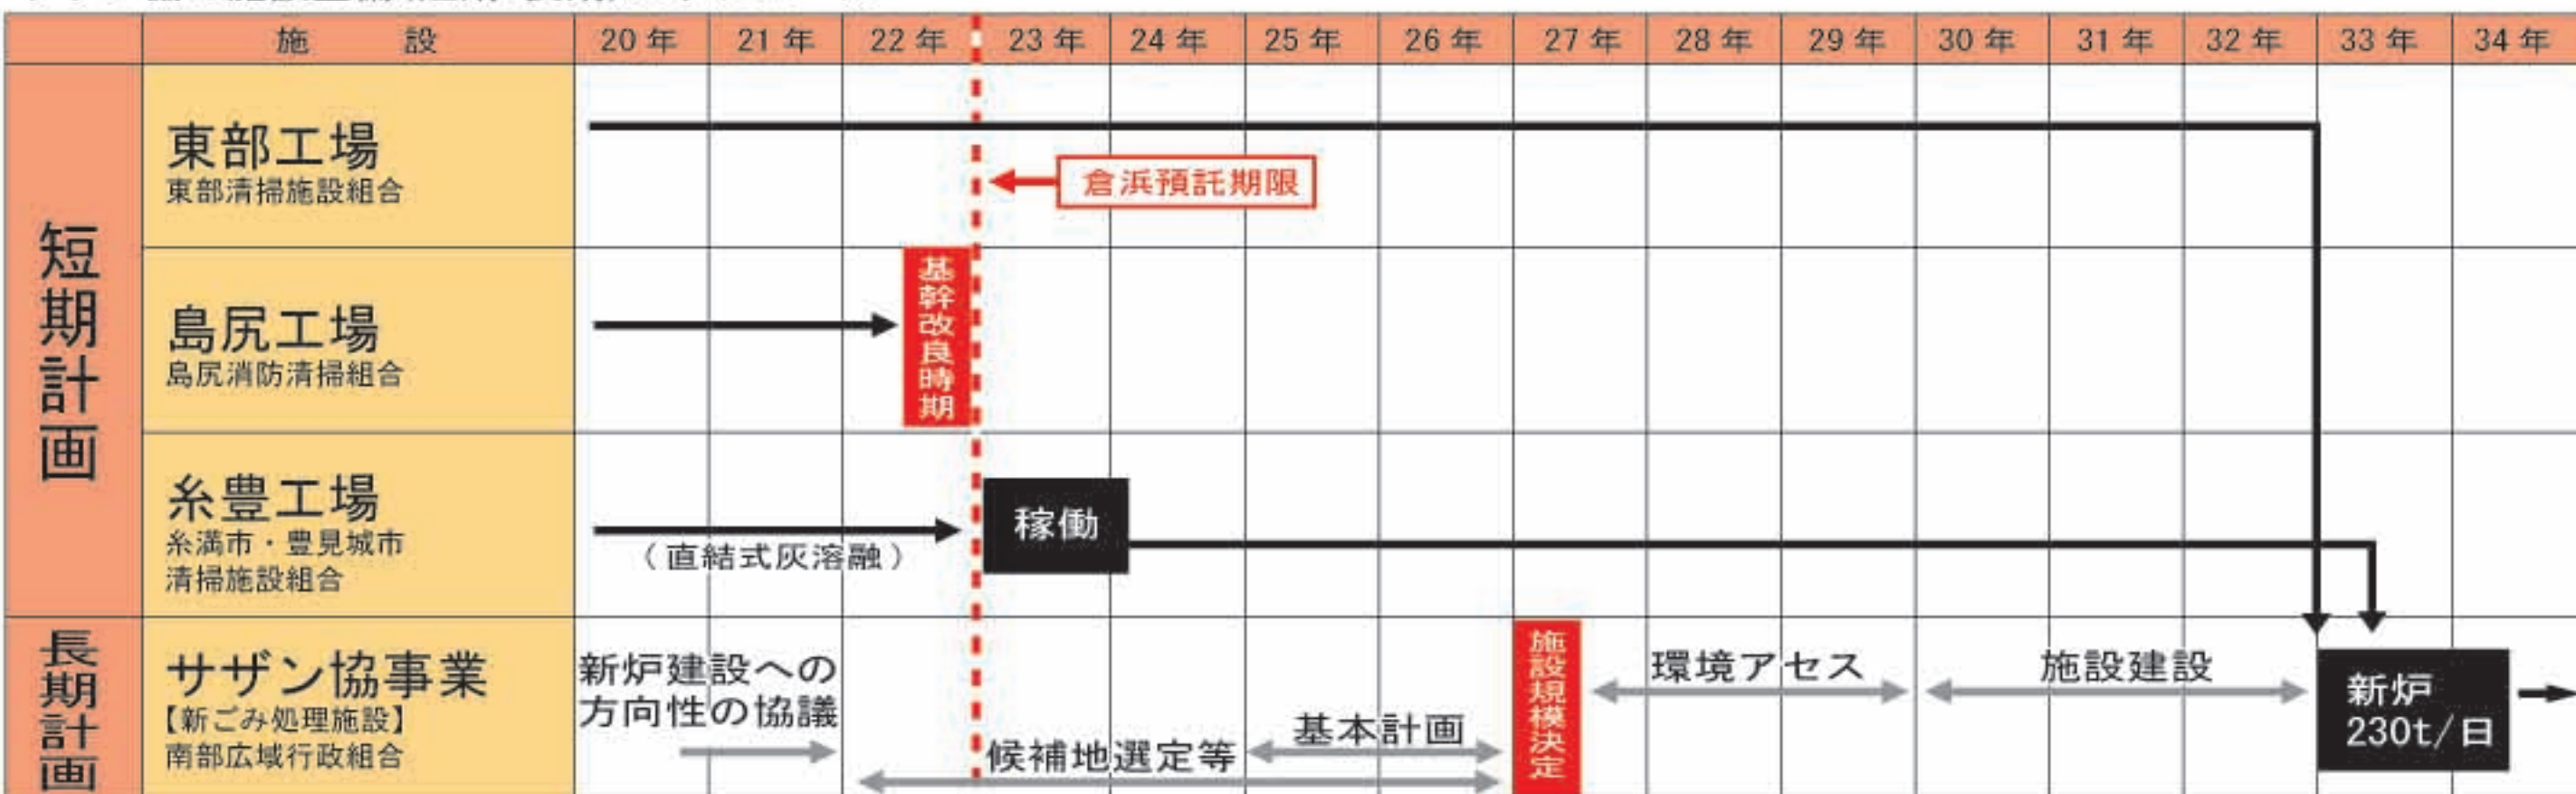 施 設 20年 21年 22年 23年 24年 25年 26年 27年 28年 29年 30年 31年 32年 33年 34年
短期計画
東部工場
東部清掃施設組合
倉浜預託期限
島尻工場
島尻消防清掃組合
基幹改良時期
糸豊工場
糸満市・豊見城市
清掃施設組合
（直結式灰溶融）
稼働
長期計画
サザン協事業
【新ごみ処理施設】
南部広域行政組合
新炉建設への
方向性の協議
候補地選定等
基本計画
施設規模決定
環境アセス
施設建設
新炉
230t/日